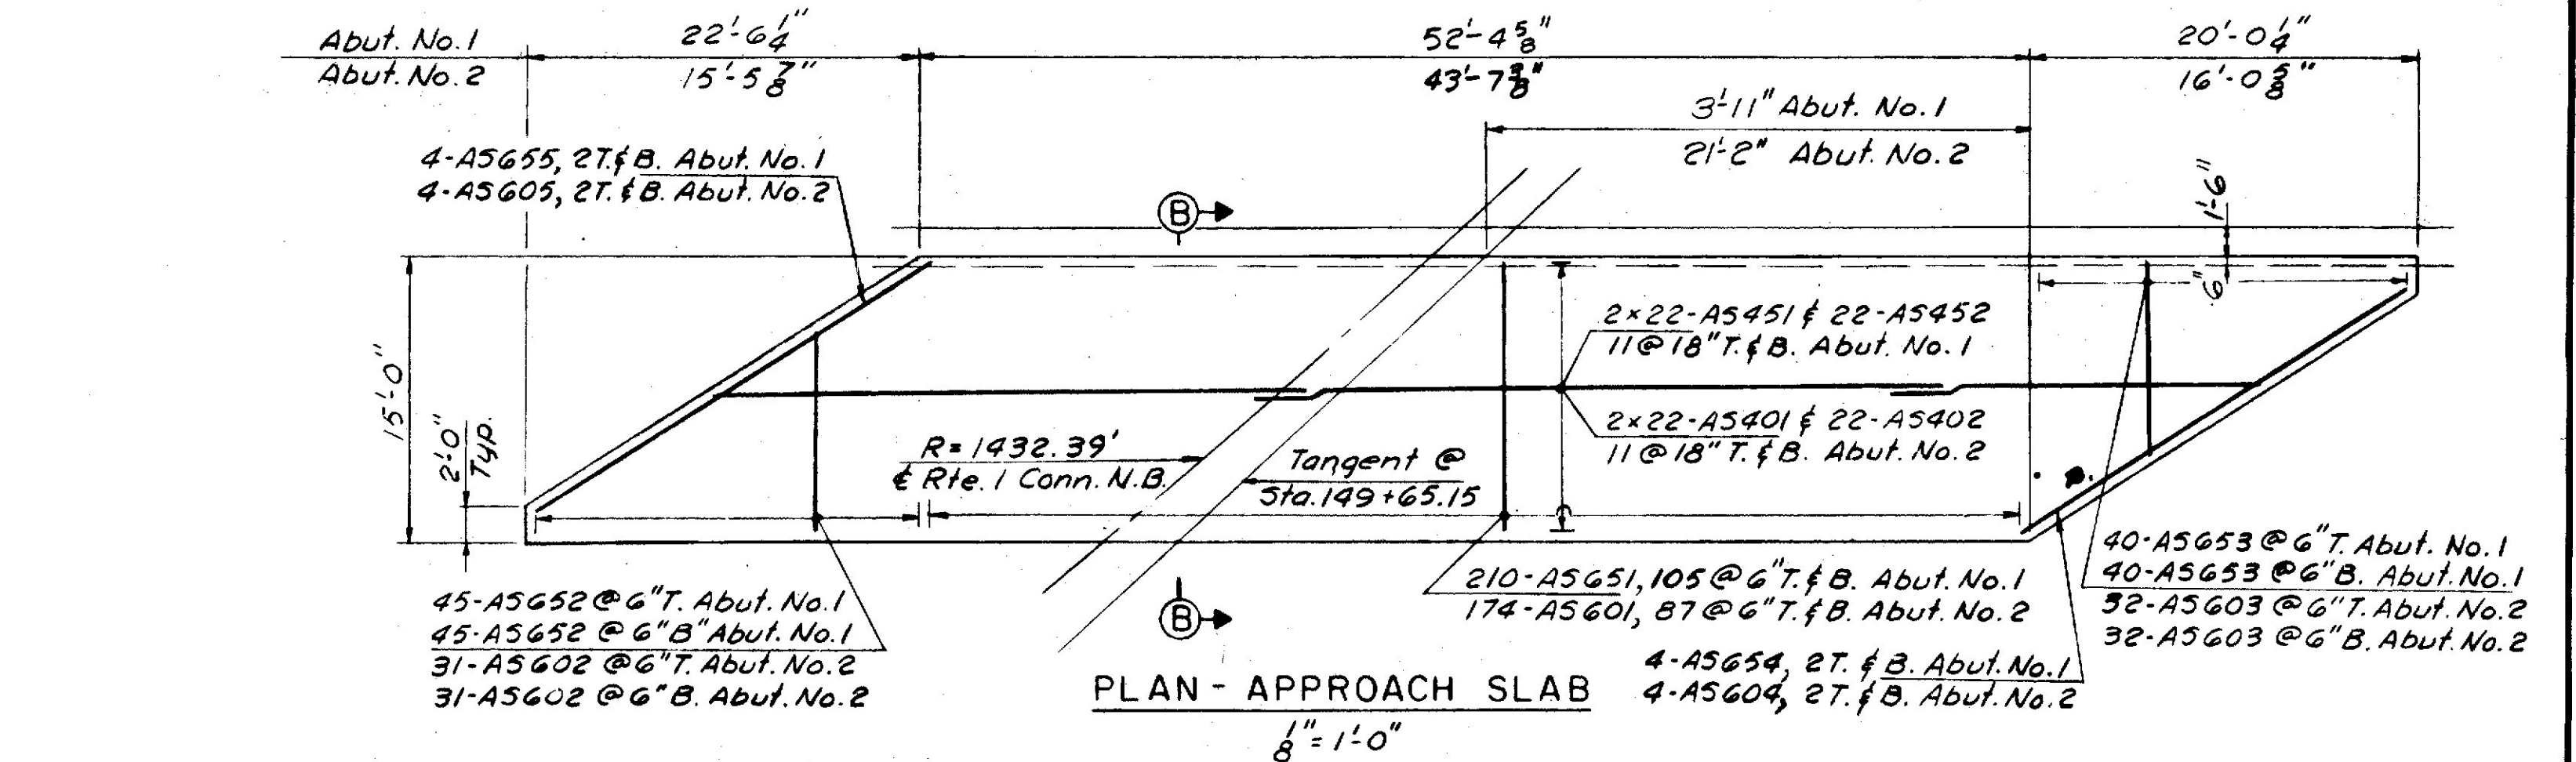 Abut. No.1
Abut. No.2
22'-6 1/4"
15'-5 7/8"
52'-4 5/8"
43'-7 3/8"
20'-0 1/4"
16'-0 5/8"
3'-11" Abut. No.1
21'-2" Abut. No.2
4-AS655, 2T.& B. Abut. No.1
4-AS605, 2T.& B. Abut. No.2
B
1'-6"
6"
15'-0"
2'-0"
Typ.
2×22-AS451 & 22-AS452
11@18"T.& B. Abut. No.1
2×22-AS401 & 22-AS402
11@18"T.& B. Abut. No.2
R=1432.39'
℄ Rte.1 Conn. N.B.
Tangent @
Sta.149+65.15
45-AS652@6"T. Abut. No.1
45-AS652 @ 6"B" Abut. No.1
31-AS602 @6"T. Abut. No.2
31-AS602 @6"B. Abut. No.2
B
210-AS651, 105@6"T.& B. Abut. No.1
174-AS601, 87@6"T.& B. Abut. No.2
40-AS653@6"T. Abut. No.1
40-AS653@6"B. Abut. No.1
32-AS603@6"T. Abut. No.2
32-AS603@6"B. Abut. No.2
4-AS654, 2T. & B. Abut. No.1
4-AS604, 2T. & B. Abut. No.2
PLAN - APPROACH SLAB
1/8"=1'-0"